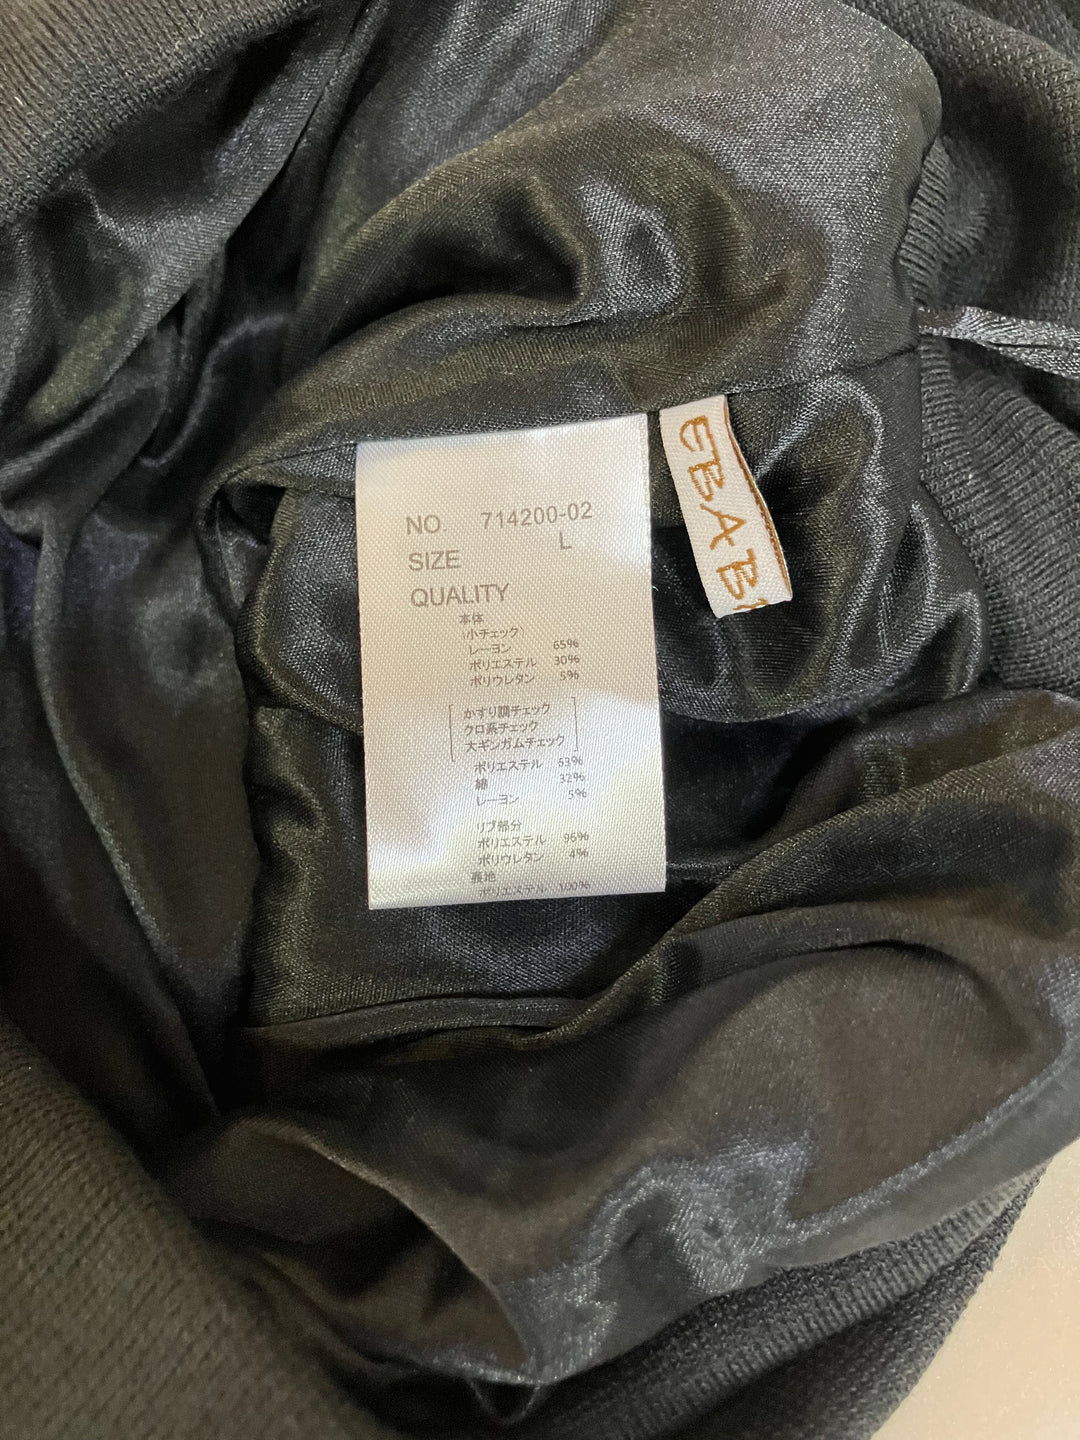 NO. 714200-02
SIZE L
QUALITY
本体
(小チェック)
レーヨン 65%
ポリエステル 30%
ポリウレタン 5%
かすり調チェック
クロ系チェック
大ギンガムチェック
ポリエステル 63%
綿 32%
レーヨン 5%
リブ部分
ポリエステル 96%
ポリウレタン 4%
裏地
ポリエステル 100%
EBAB